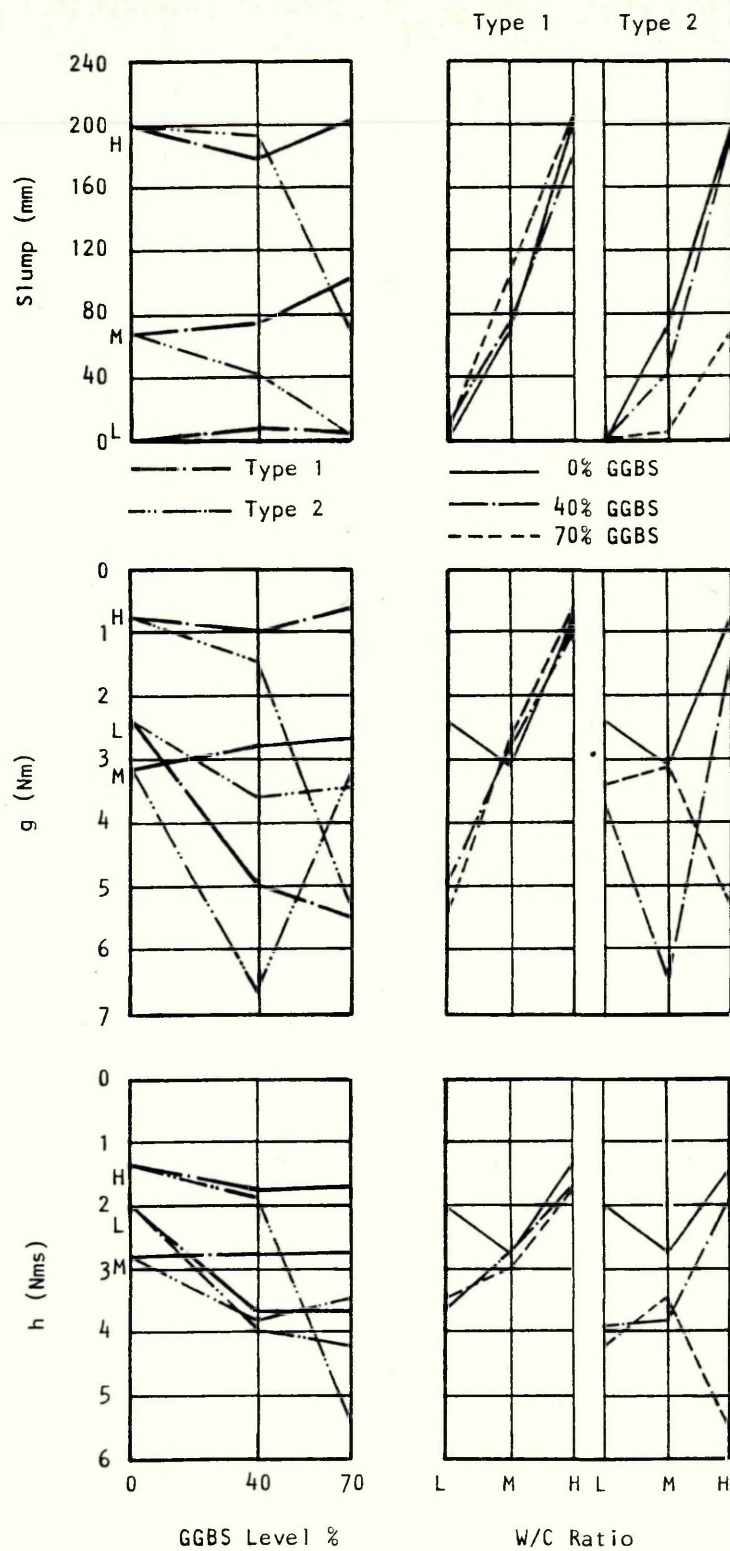 Type 1 Type 2
240
200
H
160
Slump (mm)
120
80
M
40
L
0
Type 1
Type 2
0% GGBS
40% GGBS
70% GGBS
0
H
1
2
L
3
M
g (Nm)
4
5
6
7
0
1
H
2
L
3
M
h (Nms)
4
5
6
0 40 70 L M H L M H
GGBS Level % W/C Ratio